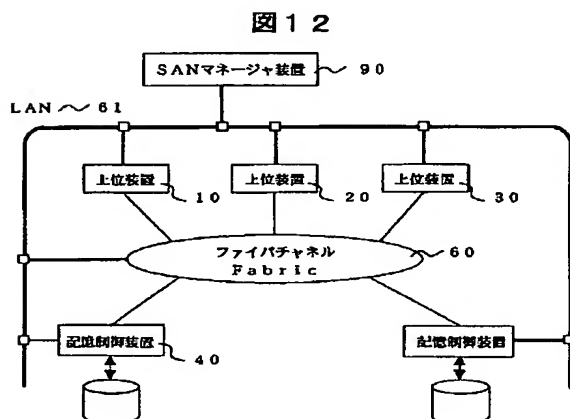 図12
SANマネージャ装置 90
LAN 61
上位装置 上位装置 上位装置
10 20 30
ファイバチャネル 60
Fabric
記憶制御装置 記憶制御装置
40